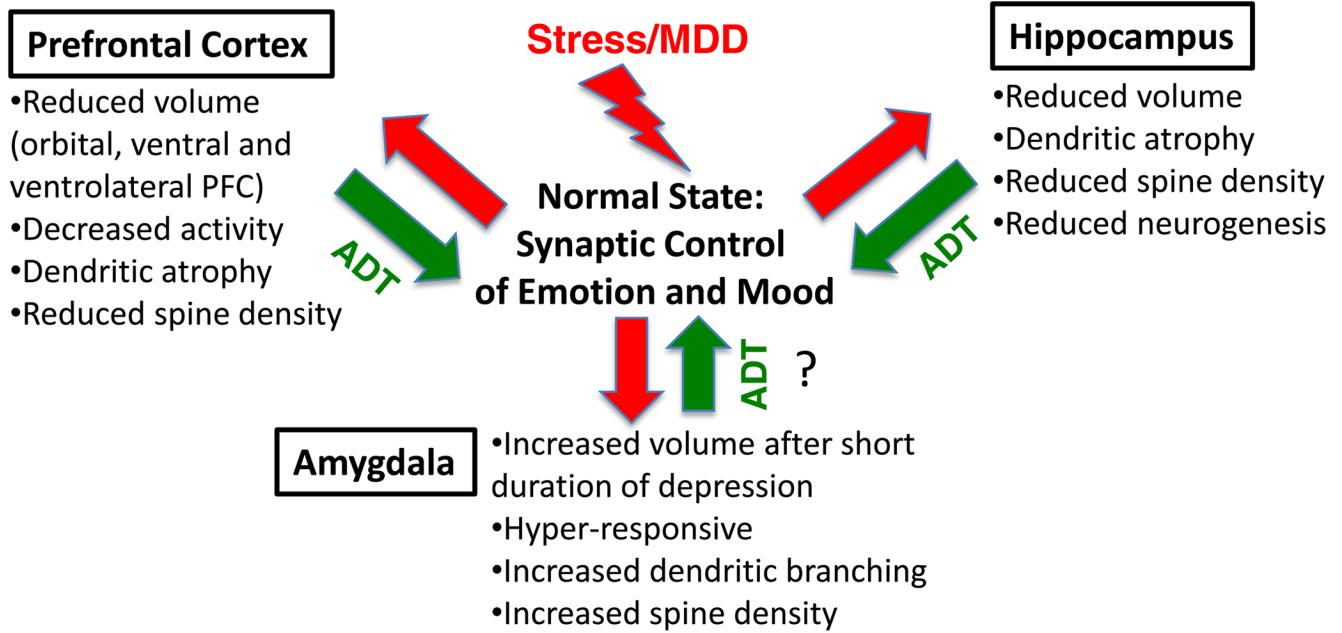 Prefrontal Cortex
•Reduced volume
(orbital, ventral and
ventrolateral PFC)
•Decreased activity
•Dendritic atrophy
•Reduced spine density
ADT
Stress/MDD
Normal State:
Synaptic Control
of Emotion and Mood
Hippocampus
•Reduced volume
•Dendritic atrophy
•Reduced spine density
•Reduced neurogenesis
ADT
ADT ?
Amygdala
•Increased volume after short
duration of depression
•Hyper-responsive
•Increased dendritic branching
•Increased spine density